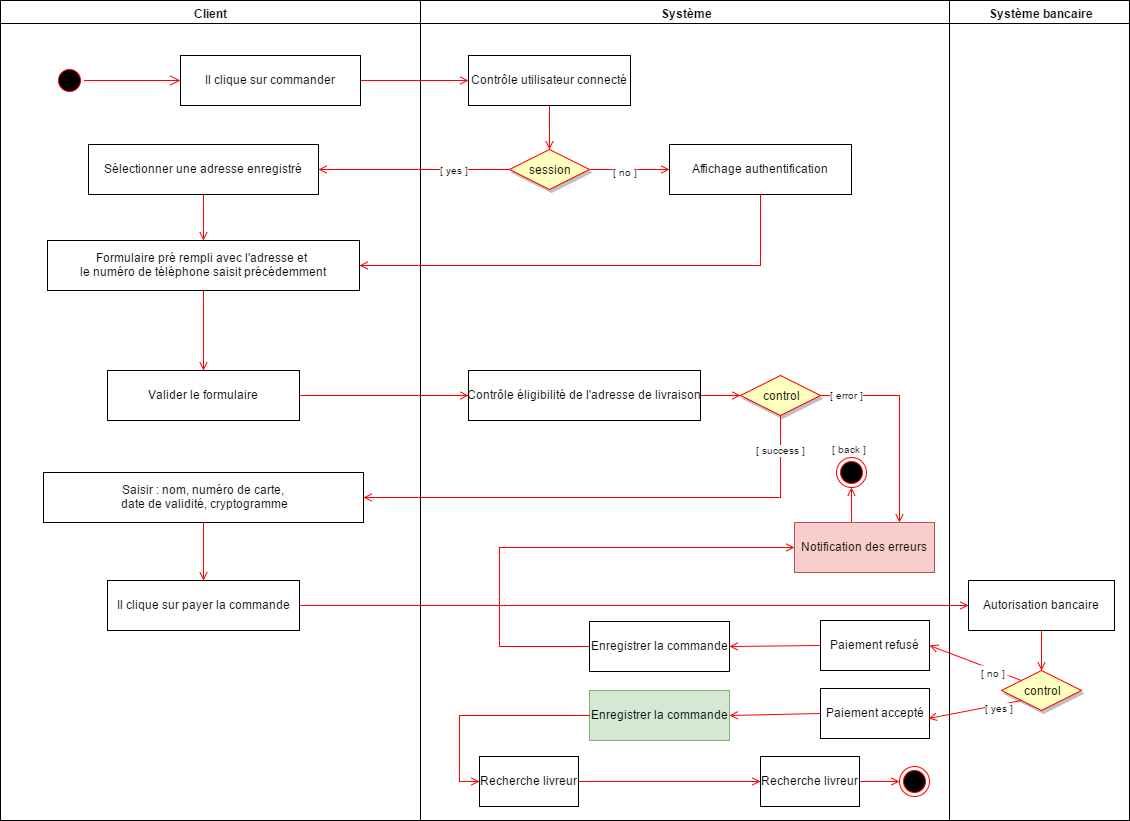 Client
Système
Système bancaire
Il clique sur commander
Contrôle utilisateur connecté
Sélectionner une adresse enregistré
[ yes ]
session
[ no ]
Affichage authentification
Formulaire pré rempli avec l'adresse et
le numéro de téléphone saisit précédemment
Valider le formulaire
Contrôle éligibilité de l'adresse de livraison
control
[ error ]
[ success ]
[ back ]
Saisir : nom, numéro de carte,
date de validité, cryptogramme
Notification des erreurs
Il clique sur payer la commande
Autorisation bancaire
Enregistrer la commande
Paiement refusé
[ no ]
control
[ yes ]
Enregistrer la commande
Paiement accepté
Recherche livreur
Recherche livreur